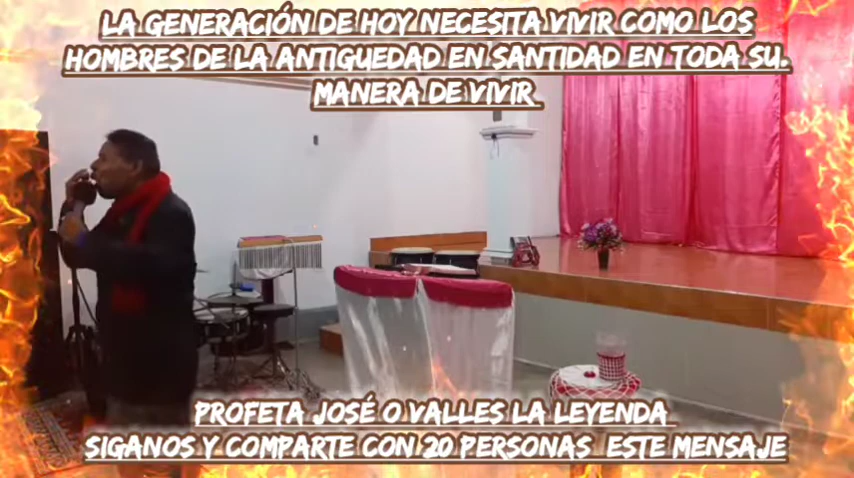 LA GENERACIÓN DE HOY NECESITA VIVIR COMO LOS
HOMBRES DE LA ANTIGUEDAD EN SANTIDAD EN TODA SU.
MANERA DE VIVIR
PROFETA JOSÉ O VALLES LA LEYENDA
SIGANOS Y COMPARTE CON 20 PERSONAS ESTE MENSAJE